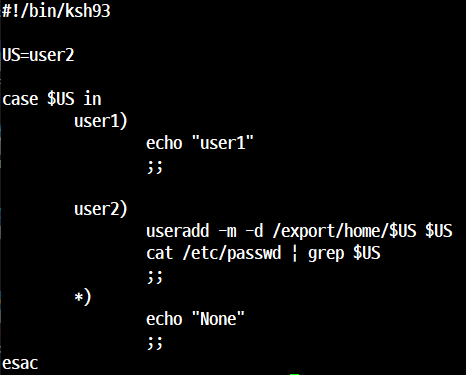 #!/bin/ksh93
US=user2
case $US in
user1)
echo "user1"
;;
user2)
useradd -m -d /export/home/$US $US
cat /etc/passwd | grep $US
;;
*)
echo "None"
;;
esac